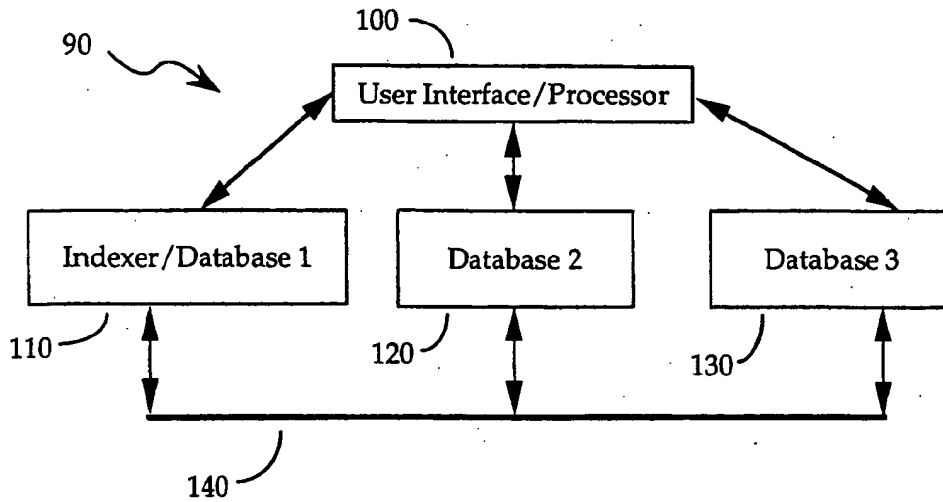 100
90
User Interface/Processor
Indexer/Database 1
Database 2
Database 3
110
120
130
140